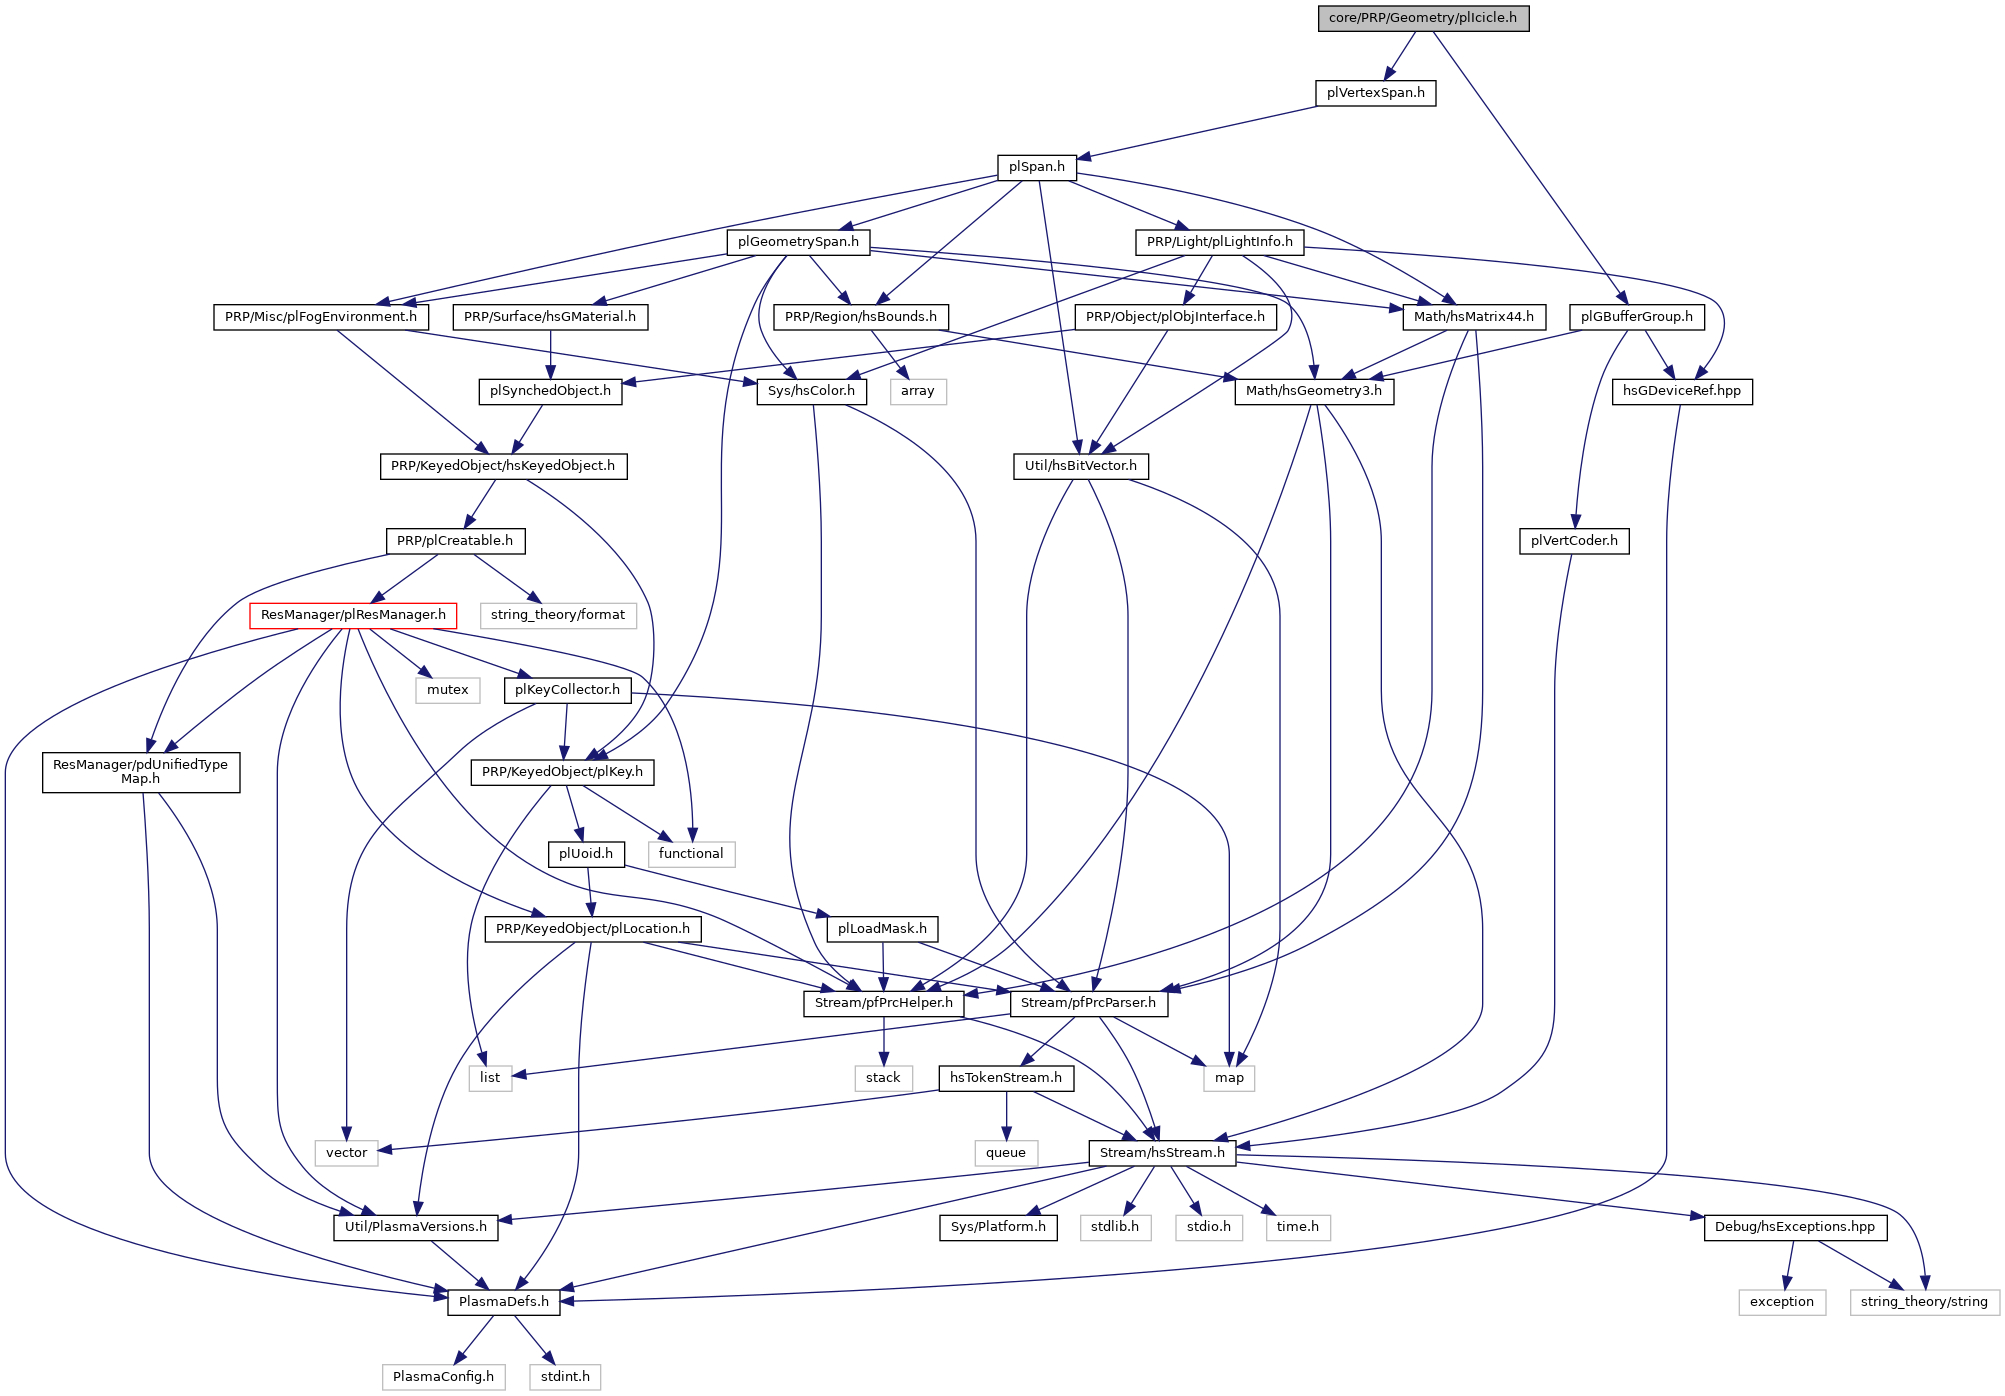 core/PRP/Geometry/plIcicle.h
plVertexSpan.h
plSpan.h
plGeometrySpan.h
PRP/Light/plLightInfo.h
PRP/Misc/plFogEnvironment.h
PRP/Surface/hsGMaterial.h
PRP/Region/hsBounds.h
PRP/Object/plObjInterface.h
Math/hsMatrix44.h
plGBufferGroup.h
plSynchedObject.h
Sys/hsColor.h
array
Math/hsGeometry3.h
hsGDeviceRef.hpp
PRP/KeyedObject/hsKeyedObject.h
Util/hsBitVector.h
PRP/plCreatable.h
plVertCoder.h
ResManager/plResManager.h
string_theory/format
mutex
plKeyCollector.h
ResManager/pdUnifiedType
Map.h
PRP/KeyedObject/plKey.h
plUoid.h
functional
PRP/KeyedObject/plLocation.h
plLoadMask.h
Stream/pfPrcHelper.h
Stream/pfPrcParser.h
list
stack
hsTokenStream.h
map
vector
queue
Stream/hsStream.h
Util/PlasmaVersions.h
Sys/Platform.h
stdlib.h
stdio.h
time.h
Debug/hsExceptions.hpp
PlasmaDefs.h
exception
string_theory/string
PlasmaConfig.h
stdint.h